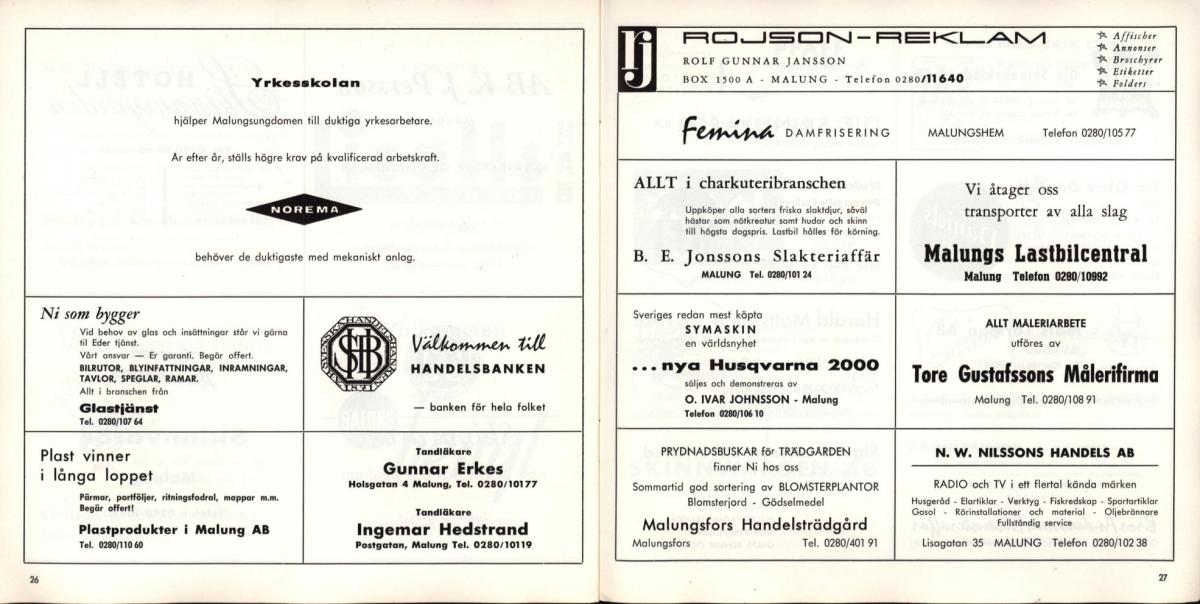 Yrkesskolan
hjälper Malungsungdomen till duktiga yrkesarbetare.
År efter år, ställs högre krav på kvalificerad arbetskraft.
NOREMA
behöver de duktigaste med mekaniskt anlag.
Ni som bygger
Vid behov av glas och insättningar står vi gärna
til Eder tjänst.
Vårt ansvar — Er garanti. Begär offert.
BILRUTOR, BLYINFATTNINGAR, INRAMNINGAR,
TAVLOR, SPEGLAR, RAMAR.
Allt i branschen från
Glastjänst
Tel. 0280/107 64
SVENSKA HANDELSBANKEN
SHB
1871
Välkommen till
HANDELSBANKEN
— banken för hela folket
Plast vinner
i långa loppet
Pärmar, portföljer, ritningsfodral, mappar m.m.
Begär offert!
Plastprodukter i Malung AB
Tel. 0280/110 60
Tandläkare
Gunnar Erkes
Holsgatan 4 Malung, Tel. 0280/10177
Tandläkare
Ingemar Hedstrand
Postgatan, Malung Tel. 0280/10119
26
rj
ROJSON-REKLAM
ROLF GUNNAR JANSSON
BOX 1500 A - MALUNG - Telefon 0280/11640
Affischer
Annonser
Broschyrer
Etiketter
Folders
Femina DAMFRISERING MALUNGSHEM Telefon 0280/105 77
ALLT i charkuteribranschen
Uppköper alla sorters friska slaktdjur, såväl
hästar som nötkreatur samt hudar och skinn
till högsta dagspris. Lastbil hålles för körning.
B. E. Jonssons Slakteriaffär
MALUNG Tel. 0280/101 24
Vi åtager oss
transporter av alla slag
Malungs Lastbilcentral
Malung Telefon 0280/10992
Sveriges redan mest köpta
SYMASKIN
en världsnyhet
...nya Husqvarna 2000
säljes och demonstreras av
O. IVAR JOHNSSON - Malung
Telefon 0280/106 10
ALLT MÅLERIARBETE
utföres av
Tore Gustafssons Målerifirma
Malung Tel. 0280/108 91
PRYDNADSBUSKAR för TRÄDGÅRDEN
finner Ni hos oss
Sommartid god sortering av BLOMSTERPLANTOR
Blomsterjord - Gödselmedel
Malungsfors Handelsträdgård
Malungsfors Tel. 0280/401 91
N. W. NILSSONS HANDELS AB
RADIO och TV i ett flertal kända märken
Husgeråd - Elartiklar - Verktyg - Fiskredskap - Sportartiklar
Gasol - Rörinstallationer och material - Oljebrännare
Fullständig service
Lisagatan 35 MALUNG Telefon 0280/102 38
27